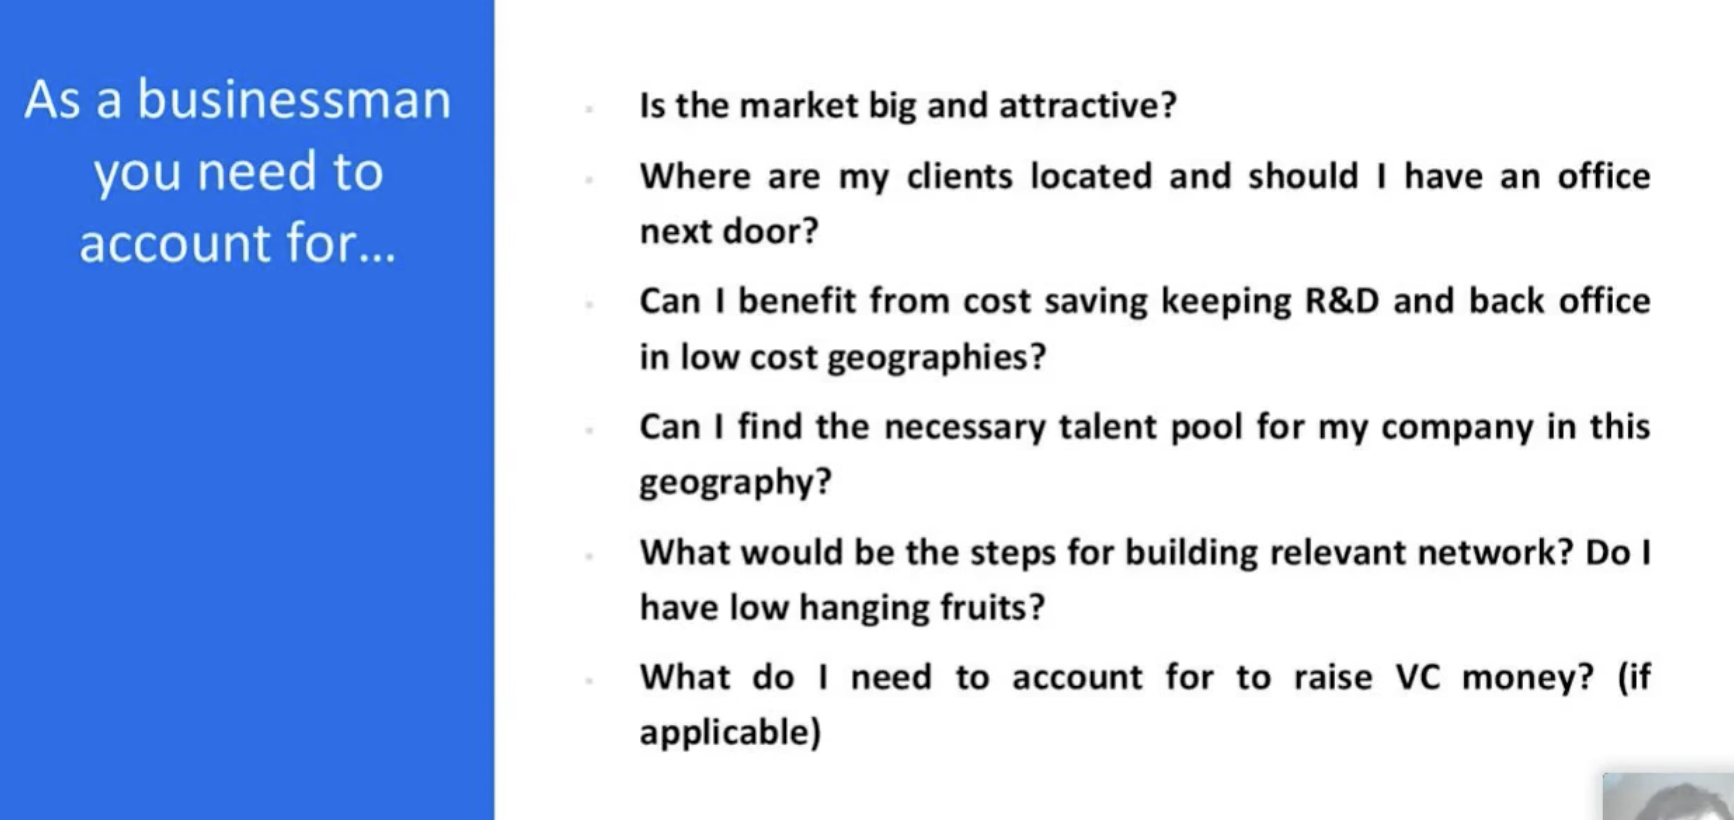 As a businessman
you need to
account for...
Is the market big and attractive?
Where are my clients located and should I have an office
next door?
Can I benefit from cost saving keeping R&D and back office
in low cost geographies?
Can I find the necessary talent pool for my company in this
geography?
What would be the steps for building relevant network? Do I
have low hanging fruits?
What do I need to account for to raise VC money? (if
applicable)